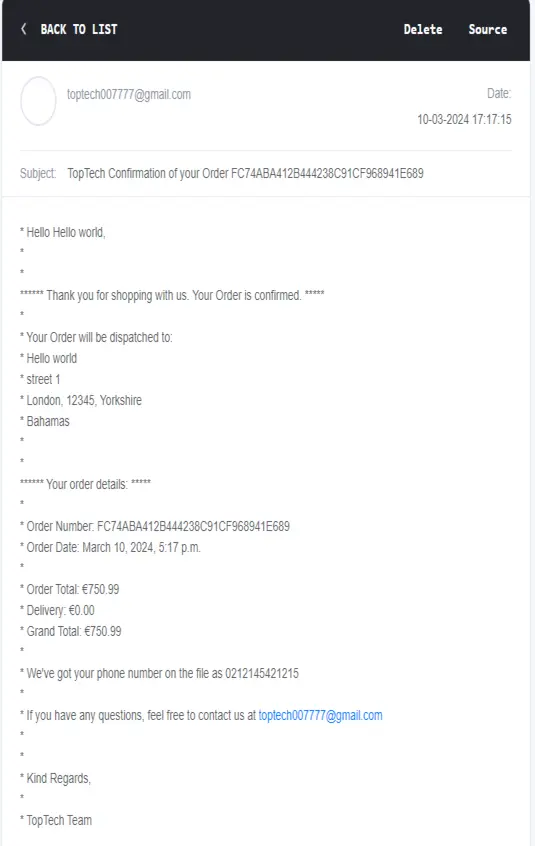 BACK TO LIST Delete Source
toptech007777@gmail.com Date:
10-03-2024 17:17:15
Subject: TopTech Confirmation of your Order FC74ABA412B444238C91CF968941E689
* Hello Hello world,
*
*
****** Thank you for shopping with us. Your Order is confirmed. *****
*
* Your Order will be dispatched to:
* Hello world
* street 1
* London, 12345, Yorkshire
* Bahamas
*
*
****** Your order details: *****
*
* Order Number: FC74ABA412B444238C91CF968941E689
* Order Date: March 10, 2024, 5:17 p.m.
*
* Order Total: €750.99
* Delivery: €0.00
* Grand Total: €750.99
*
* We've got your phone number on the file as 0212145421215
*
* If you have any questions, feel free to contact us at toptech007777@gmail.com
*
*
* Kind Regards,
*
* TopTech Team